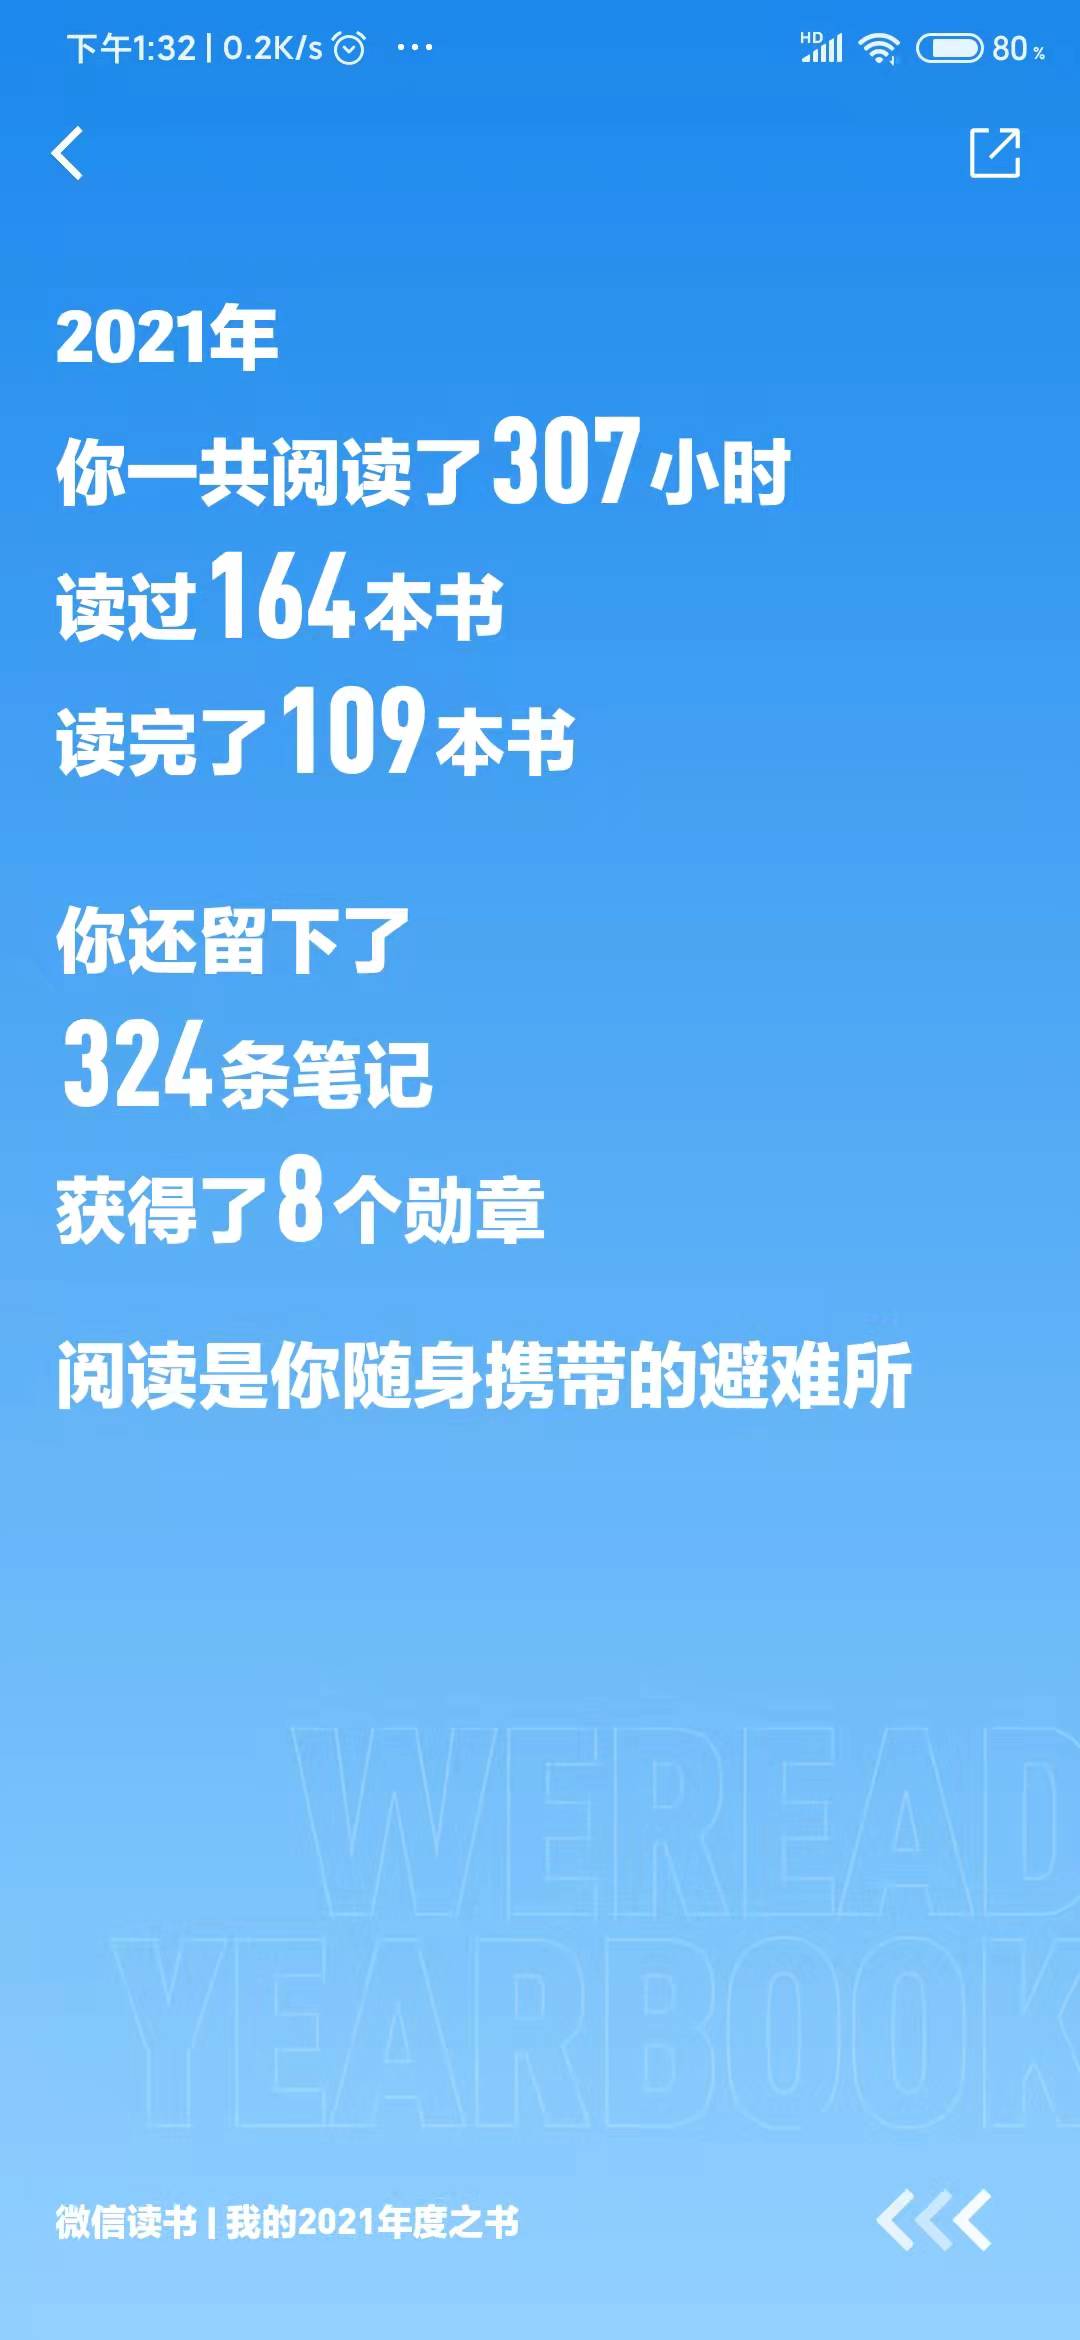 下午1:32 | 0.2K/s ...
HD 80 %
2021年
你一共阅读了307小时
读过164本书
读完了109本书
你还留下了
324条笔记
获得了8个勋章
阅读是你随身携带的避难所
WEREAD
YEARBOOK
微信读书 | 我的2021年度之书